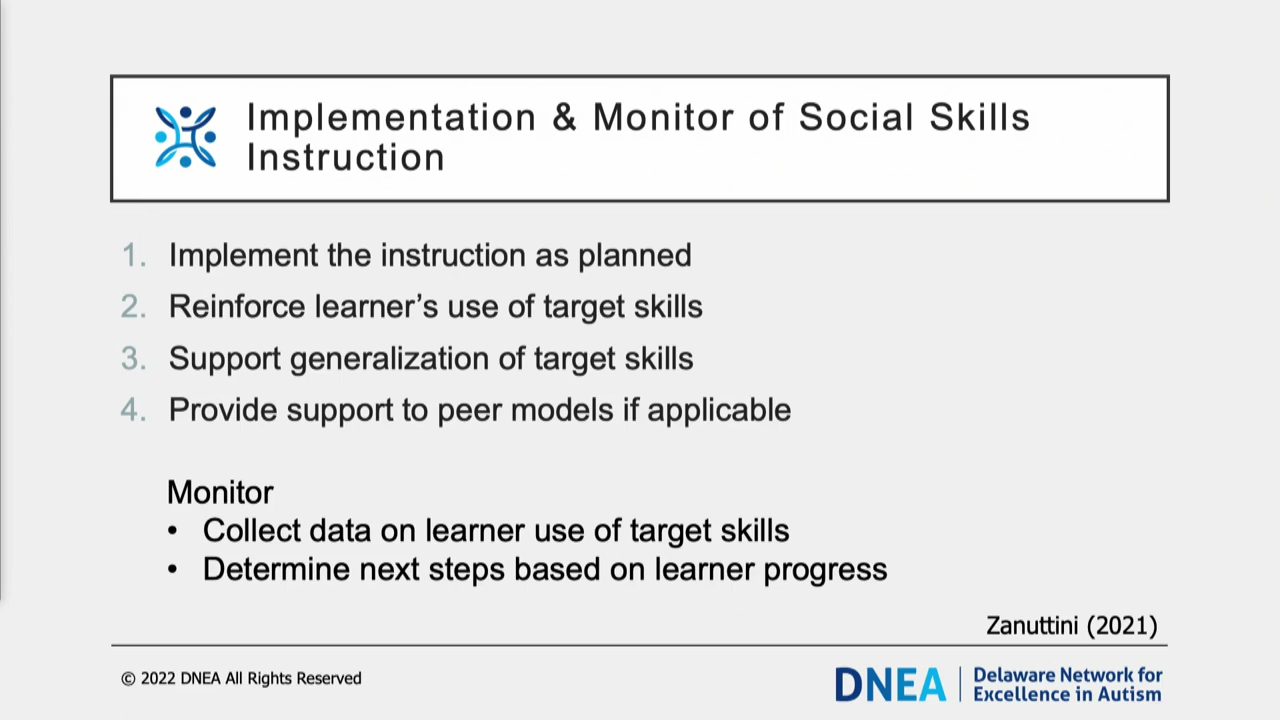 Implementation & Monitor of Social Skills
Instruction
1. Implement the instruction as planned
2. Reinforce learner’s use of target skills
3. Support generalization of target skills
4. Provide support to peer models if applicable
Monitor
• Collect data on learner use of target skills
• Determine next steps based on learner progress
Zanuttini (2021)
© 2022 DNEA All Rights Reserved
DNEA | Delaware Network for
Excellence in Autism